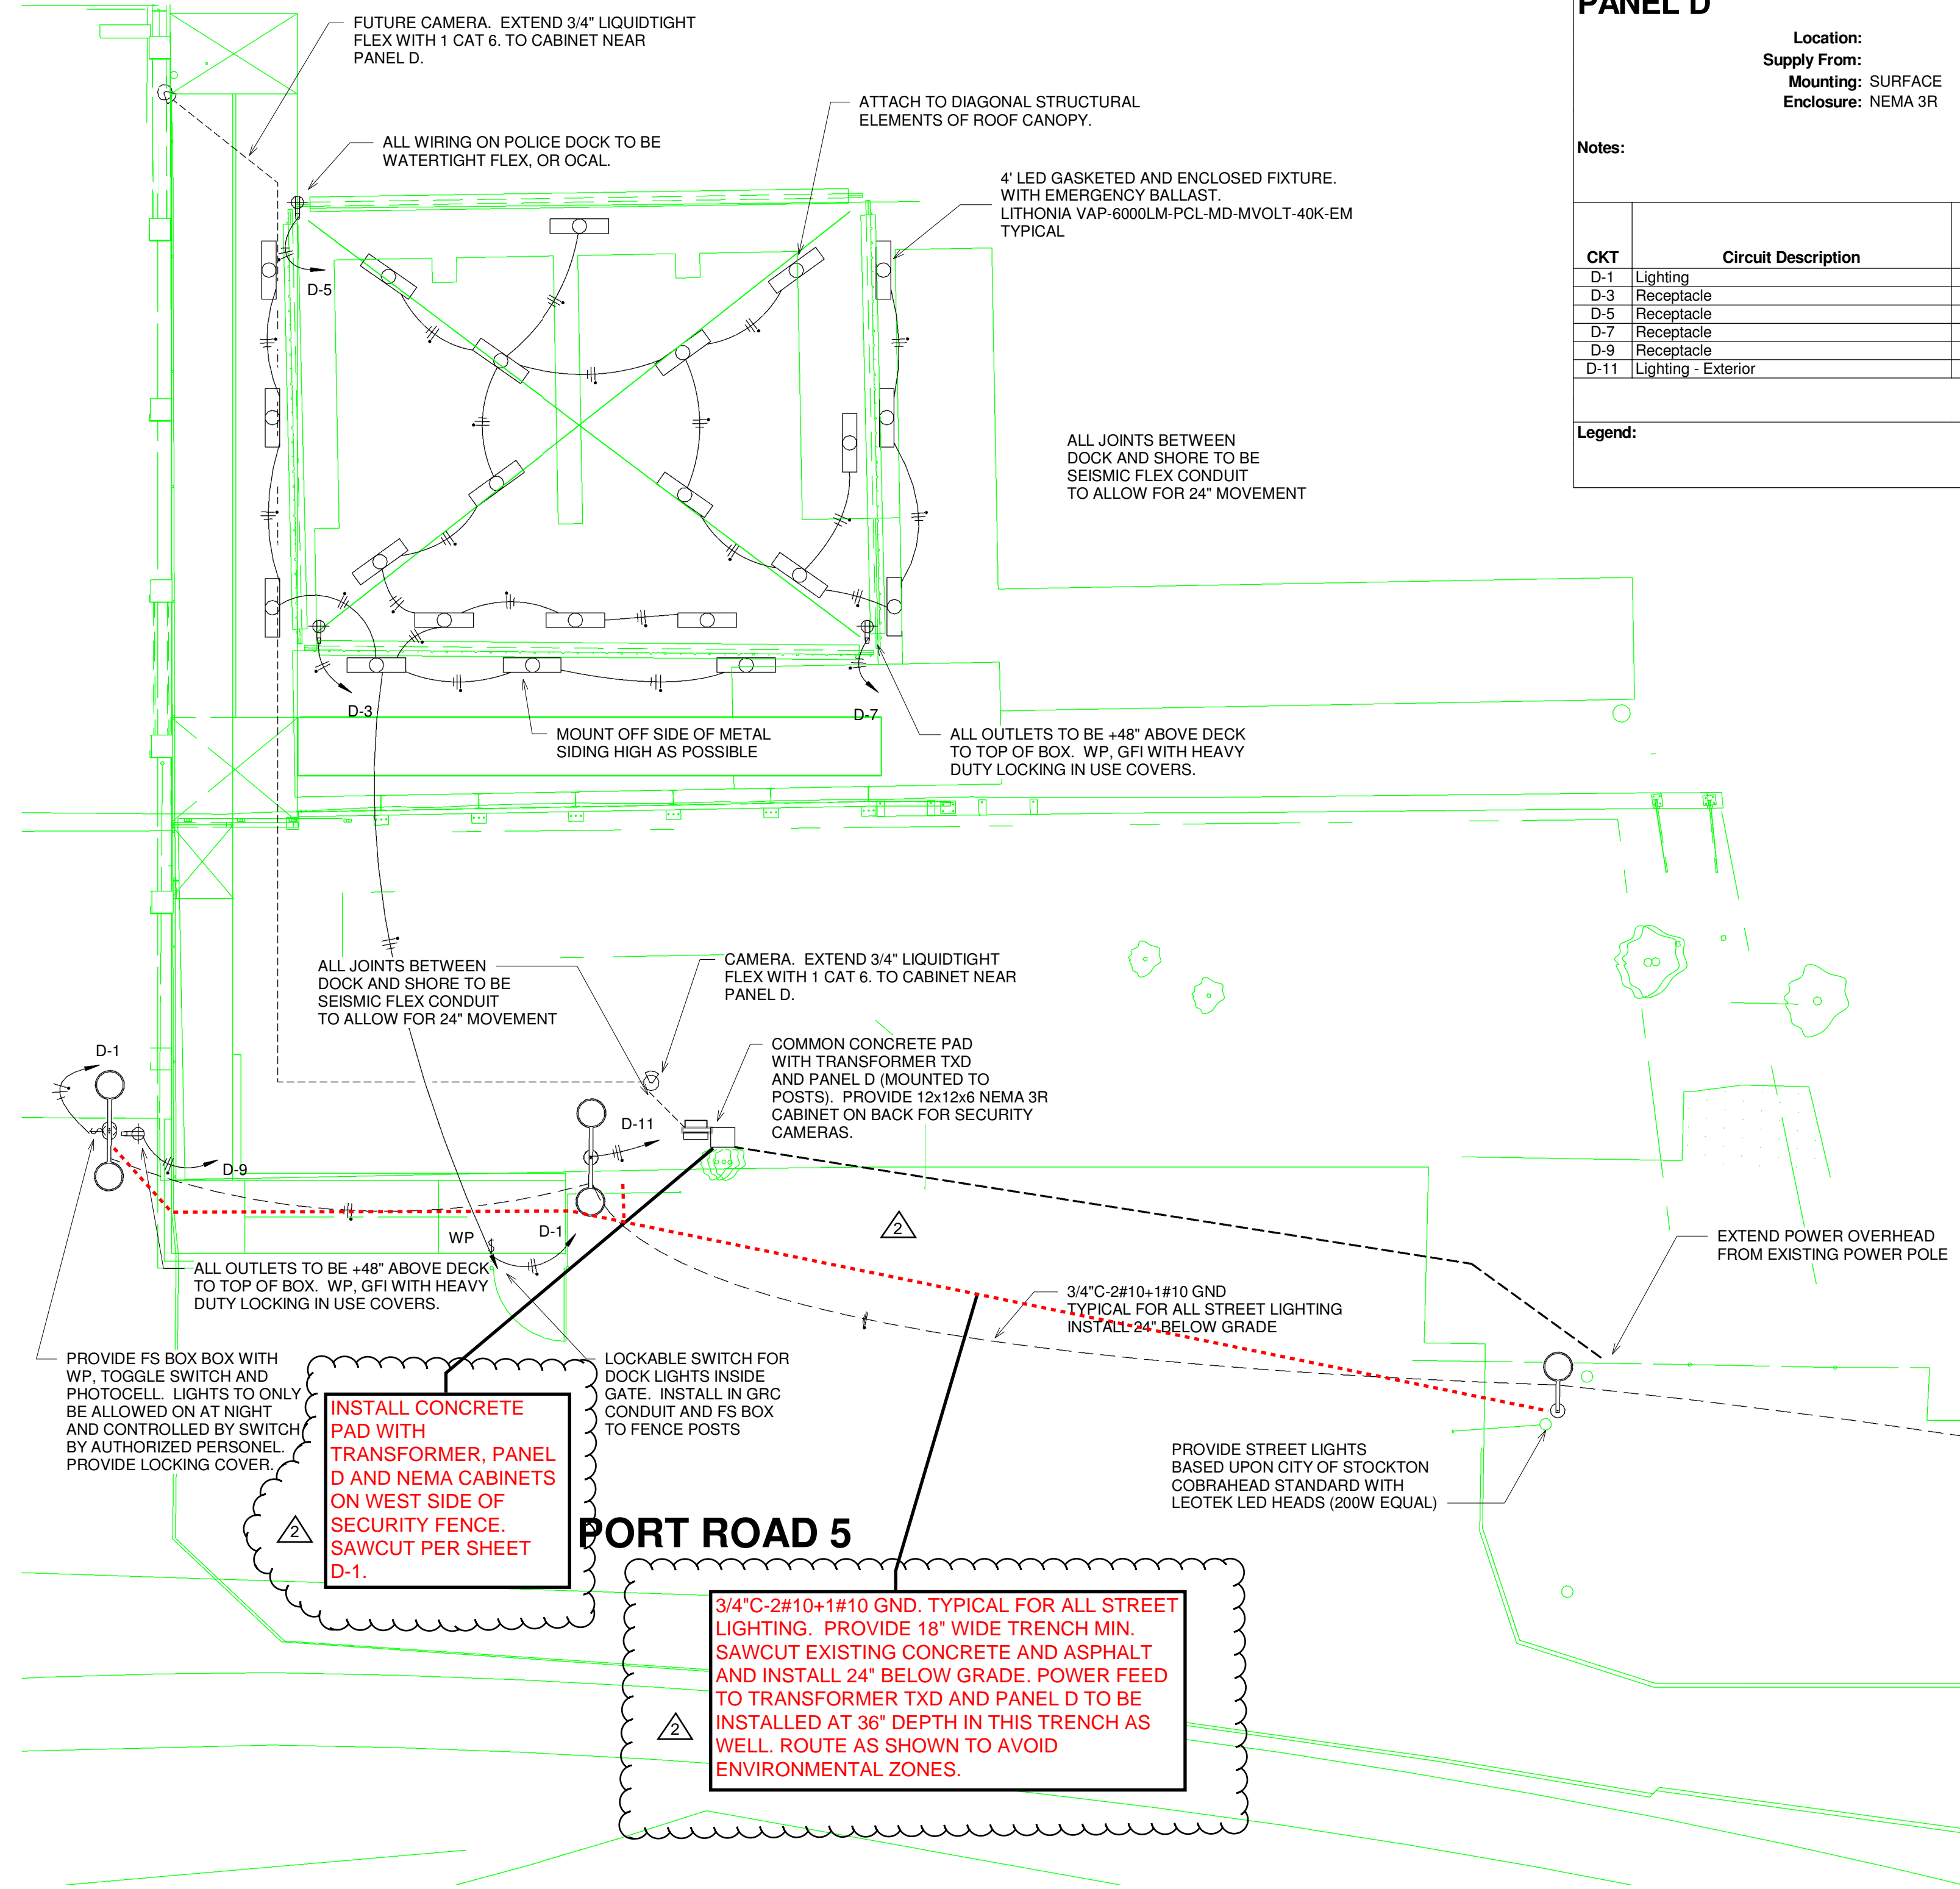 FUTURE CAMERA.  EXTEND 3/4" LIQUIDTIGHT
FLEX WITH 1 CAT 6. TO CABINET NEAR
PANEL D.
ALL WIRING ON POLICE DOCK TO BE
WATERTIGHT FLEX, OR OCAL.
ATTACH TO DIAGONAL STRUCTURAL
ELEMENTS OF ROOF CANOPY.
4' LED GASKETED AND ENCLOSED FIXTURE.
WITH EMERGENCY BALLAST.
LITHONIA VAP-6000LM-PCL-MD-MVOLT-40K-EM
TYPICAL
PANEL D
Location:
Supply From:
Mounting: SURFACE
Enclosure: NEMA 3R
Notes:
CKT Circuit Description
D-1 Lighting
D-3 Receptacle
D-5 Receptacle
D-7 Receptacle
D-9 Receptacle
D-11 Lighting - Exterior
Legend:
D-5
ALL JOINTS BETWEEN
DOCK AND SHORE TO BE
SEISMIC FLEX CONDUIT
TO ALLOW FOR 24" MOVEMENT
D-3
D-7
MOUNT OFF SIDE OF METAL
SIDING HIGH AS POSSIBLE
ALL OUTLETS TO BE +48" ABOVE DECK
TO TOP OF BOX.  WP, GFI WITH HEAVY
DUTY LOCKING IN USE COVERS.
ALL JOINTS BETWEEN
DOCK AND SHORE TO BE
SEISMIC FLEX CONDUIT
TO ALLOW FOR 24" MOVEMENT
CAMERA.  EXTEND 3/4" LIQUIDTIGHT
FLEX WITH 1 CAT 6. TO CABINET NEAR
PANEL D.
COMMON CONCRETE PAD
WITH TRANSFORMER TXD
AND PANEL D (MOUNTED TO
POSTS).  PROVIDE 12x12x6 NEMA 3R
CABINET ON BACK FOR SECURITY
CAMERAS.
D-1
D-11
D-9
WP
D-1
2
EXTEND POWER OVERHEAD
FROM EXISTING POWER POLE
ALL OUTLETS TO BE +48" ABOVE DECK
TO TOP OF BOX.  WP, GFI WITH HEAVY
DUTY LOCKING IN USE COVERS.
3/4"C-2#10+1#10 GND
TYPICAL FOR ALL STREET LIGHTING
INSTALL 24" BELOW GRADE
PROVIDE FS BOX BOX WITH
WP, TOGGLE SWITCH AND
PHOTOCELL.  LIGHTS TO ONLY
BE ALLOWED ON AT NIGHT
AND CONTROLLED BY SWITCH
BY AUTHORIZED PERSONEL.
PROVIDE LOCKING COVER.
LOCKABLE SWITCH FOR
DOCK LIGHTS INSIDE
GATE.  INSTALL IN GRC
CONDUIT AND FS BOX
TO FENCE POSTS
INSTALL CONCRETE
PAD WITH
TRANSFORMER, PANEL
D AND NEMA CABINETS
ON WEST SIDE OF
SECURITY FENCE.
SAWCUT PER SHEET
D-1.
2
PROVIDE STREET LIGHTS
BASED UPON CITY OF STOCKTON
COBRAHEAD STANDARD WITH
LEOTEK LED HEADS (200W EQUAL)
PORT ROAD 5
3/4"C-2#10+1#10 GND. TYPICAL FOR ALL STREET
LIGHTING.  PROVIDE 18" WIDE TRENCH MIN.
SAWCUT EXISTING CONCRETE AND ASPHALT
AND INSTALL 24" BELOW GRADE. POWER FEED
TO TRANSFORMER TXD AND PANEL D TO BE
INSTALLED AT 36" DEPTH IN THIS TRENCH AS
WELL. ROUTE AS SHOWN TO AVOID
ENVIRONMENTAL ZONES.
2